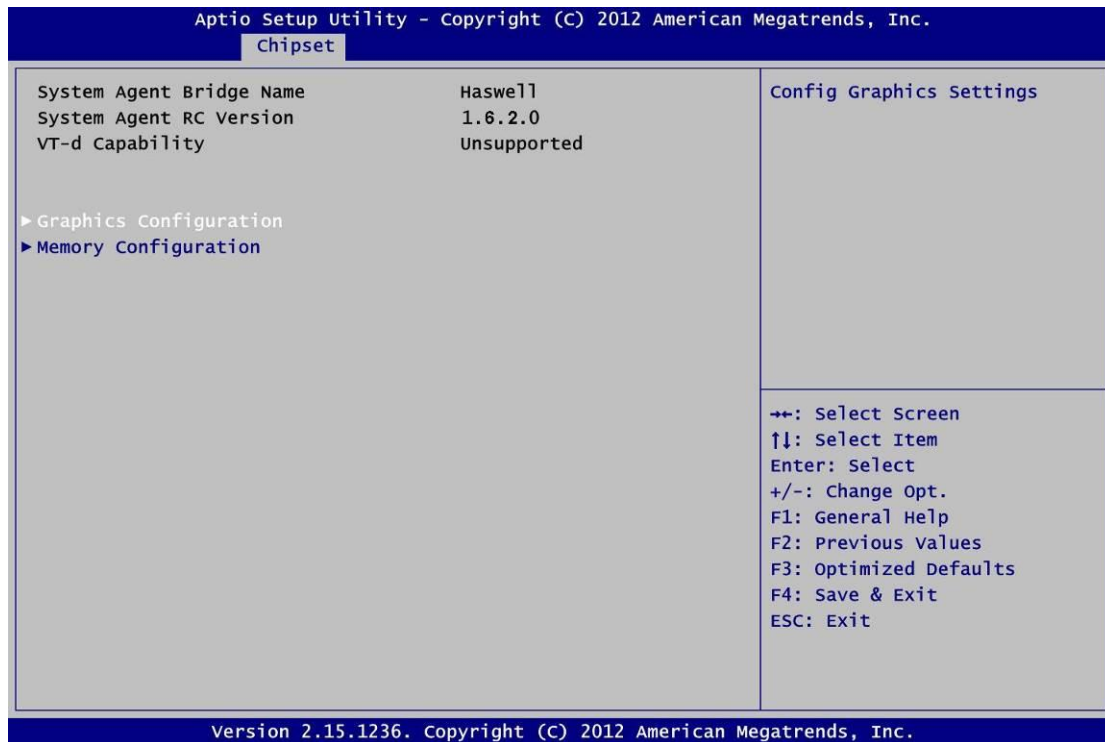 Aptio Setup Utility - Copyright (C) 2012 American Megatrends, Inc.
Chipset
System Agent Bridge Name Haswell
System Agent RC Version 1.6.2.0
VT-d Capability Unsupported
►Graphics Configuration
►Memory Configuration
Config Graphics Settings
→←: Select Screen
↑↓: Select Item
Enter: Select
+/-: Change Opt.
F1: General Help
F2: Previous Values
F3: Optimized Defaults
F4: Save & Exit
ESC: Exit
Version 2.15.1236. Copyright (C) 2012 American Megatrends, Inc.